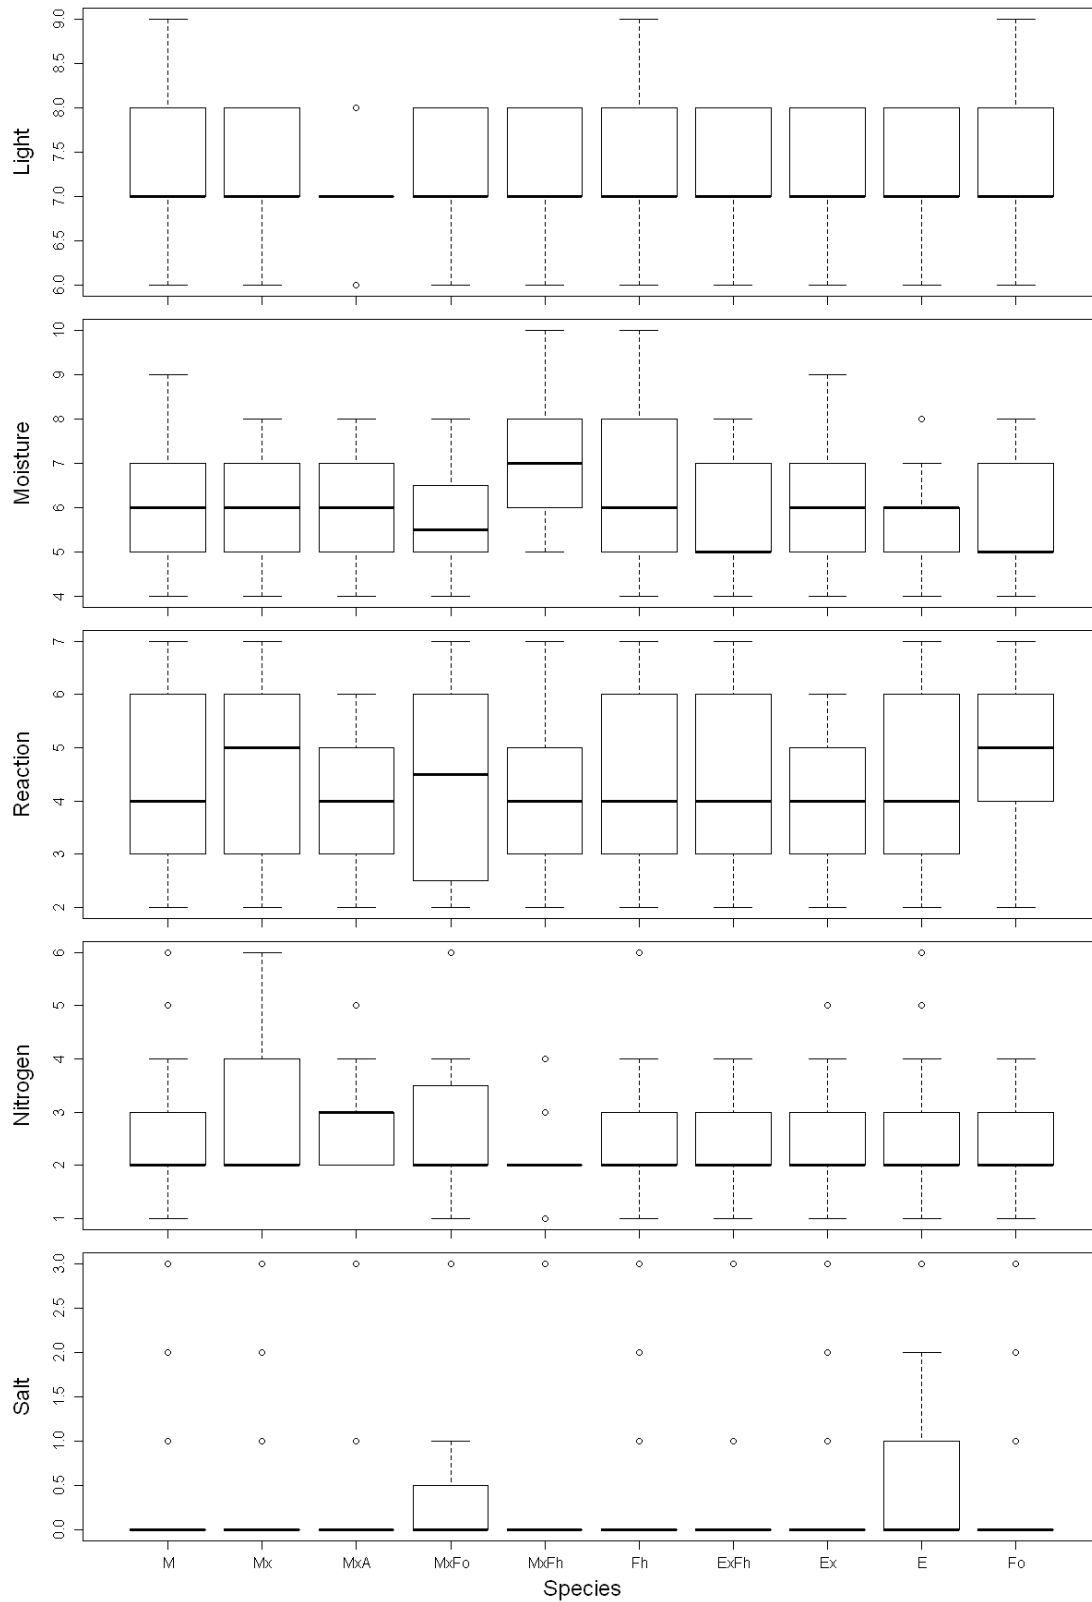 Light
6.0 6.5 7.0 7.5 8.0 8.5 9.0
Moisture
4 5 6 7 8 9 10
Reaction
2 3 4 5 6 7
Nitrogen
1 2 3 4 5 6
Salt
0.0 0.5 1.0 1.5 2.0 2.5 3.0
M Mx MxA MxFo MxFh Fh ExFh Ex E Fo
Species